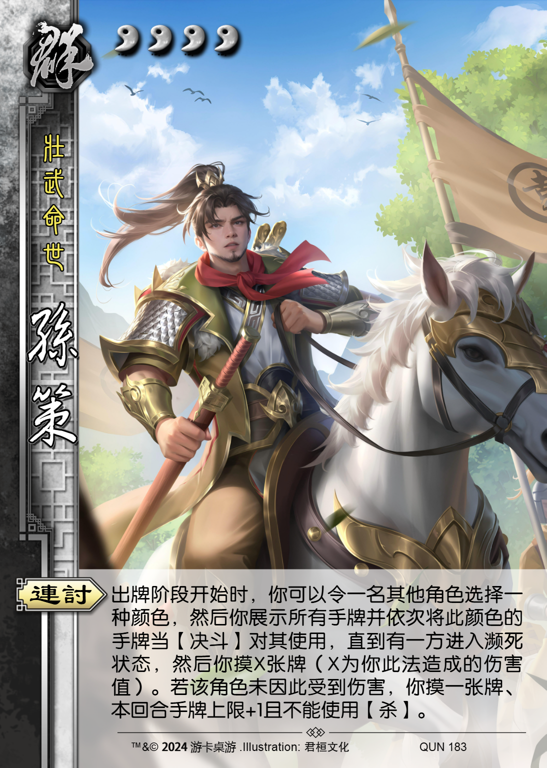 群
壯武命世
孫策
連討
出牌阶段开始时，你可以令一名其他角色选择一
种颜色，然后你展示所有手牌并依次将此颜色的
手牌当【决斗】对其使用，直到有一方进入濒死
状态，然后你摸X张牌（X为你此法造成的伤害
值）。若该角色未因此受到伤害，你摸一张牌、
本回合手牌上限+1且不能使用【杀】。
™&© 2024 游卡桌游 .Illustration: 君桓文化
QUN 183